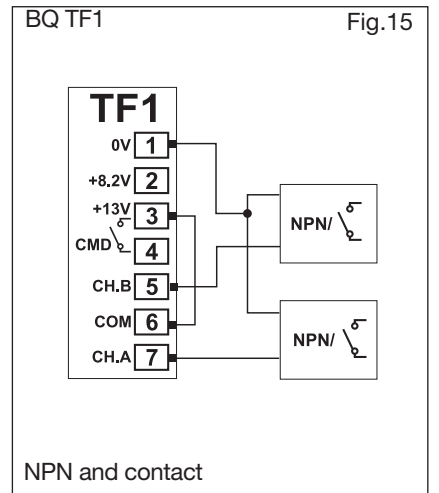 BQ TF1 Fig.15
TF1
0V 1
+8.2V 2
+13V 3
CMD 4
CH.B 5
COM 6
CH.A 7
NPN/
NPN/
NPN and contact